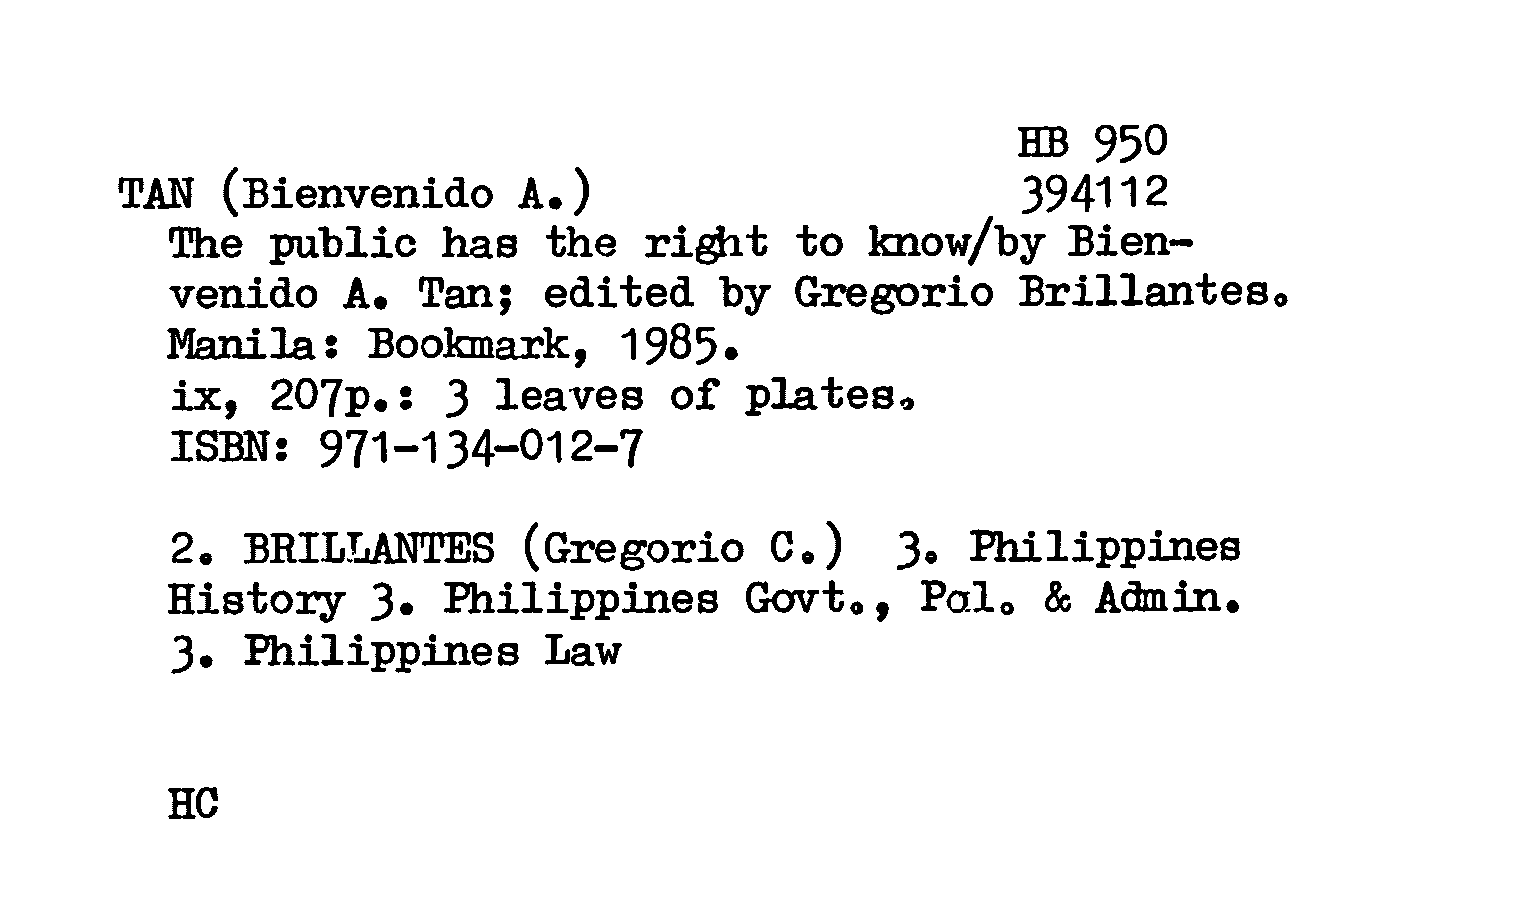 HB 950
TAN (Bienvenido A.) 394112
The public has the right to know/by Bien-
venido A. Tan; edited by Gregorio Brillantes.
Manila: Bookmark, 1985.
ix, 207p.: 3 leaves of plates.
ISBN: 971-134-012-7
2. BRILLANTES (Gregorio C.) 3. Philippines
History 3. Philippines Govt., Pol. & Admin.
3. Philippines Law
HC